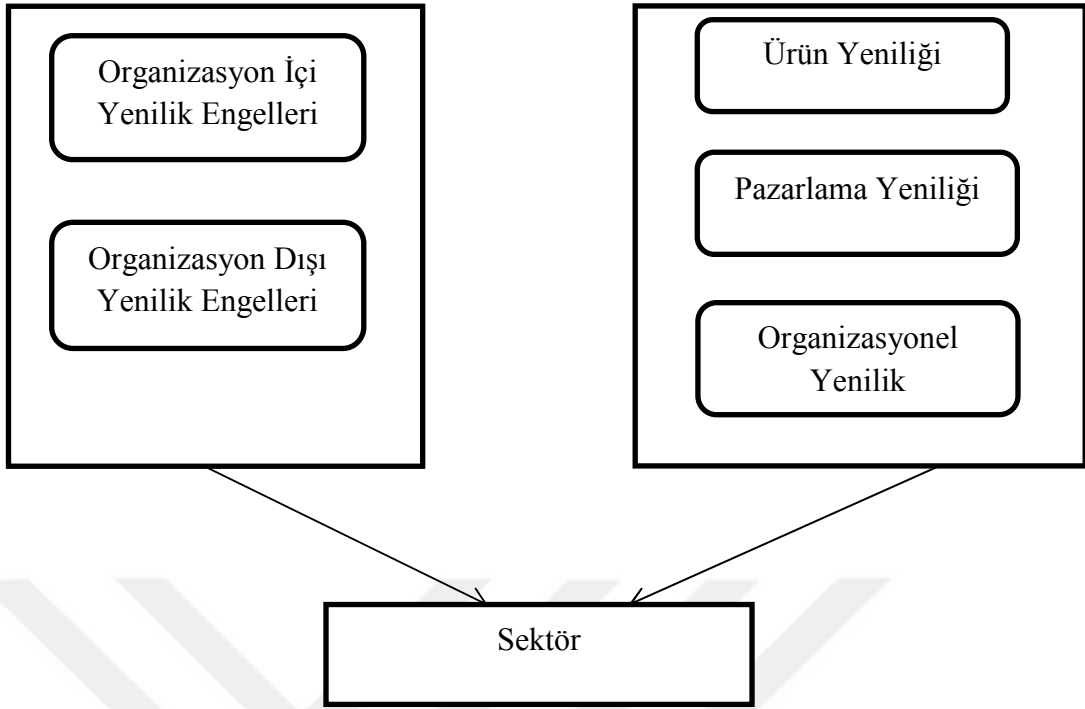 Organizasyon İçi
Yenilik Engelleri
Organizasyon Dışı
Yenilik Engelleri
Ürün Yeniliği
Pazarlama Yeniliği
Organizasyonel
Yenilik
Sektör